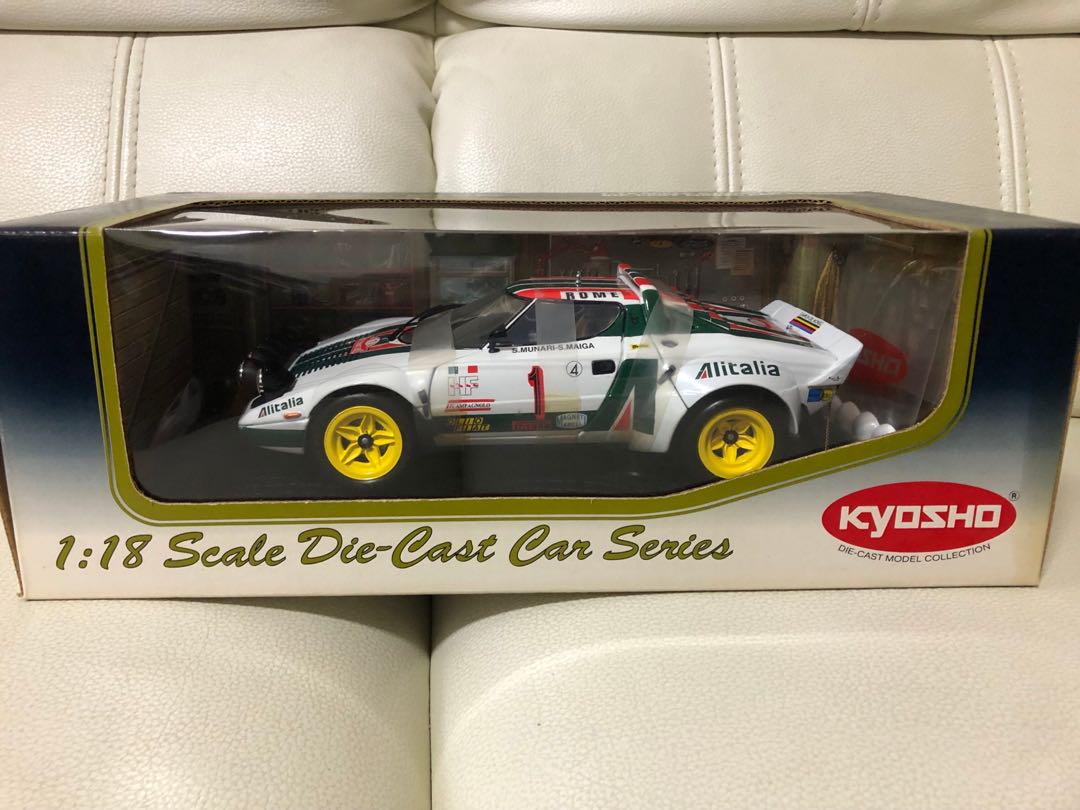 ROME
S.MUNARI-S.MAIGA
4
Alitalia
HF
CAMPAGNOLO
1
Alitalia
1:18 Scale Die-Cast Car Series
KYOSHO
®
DIE-CAST MODEL COLLECTION